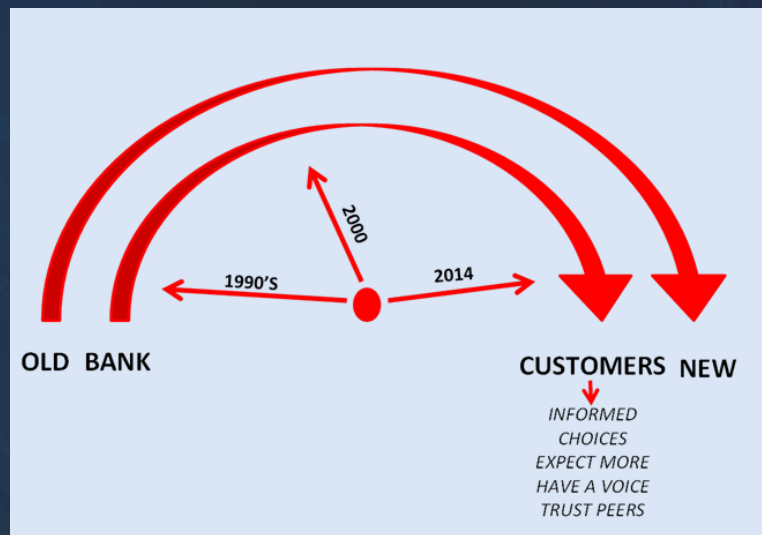 2000
1990'S
2014
OLD BANK
CUSTOMERS NEW
INFORMED
CHOICES
EXPECT MORE
HAVE A VOICE
TRUST PEERS